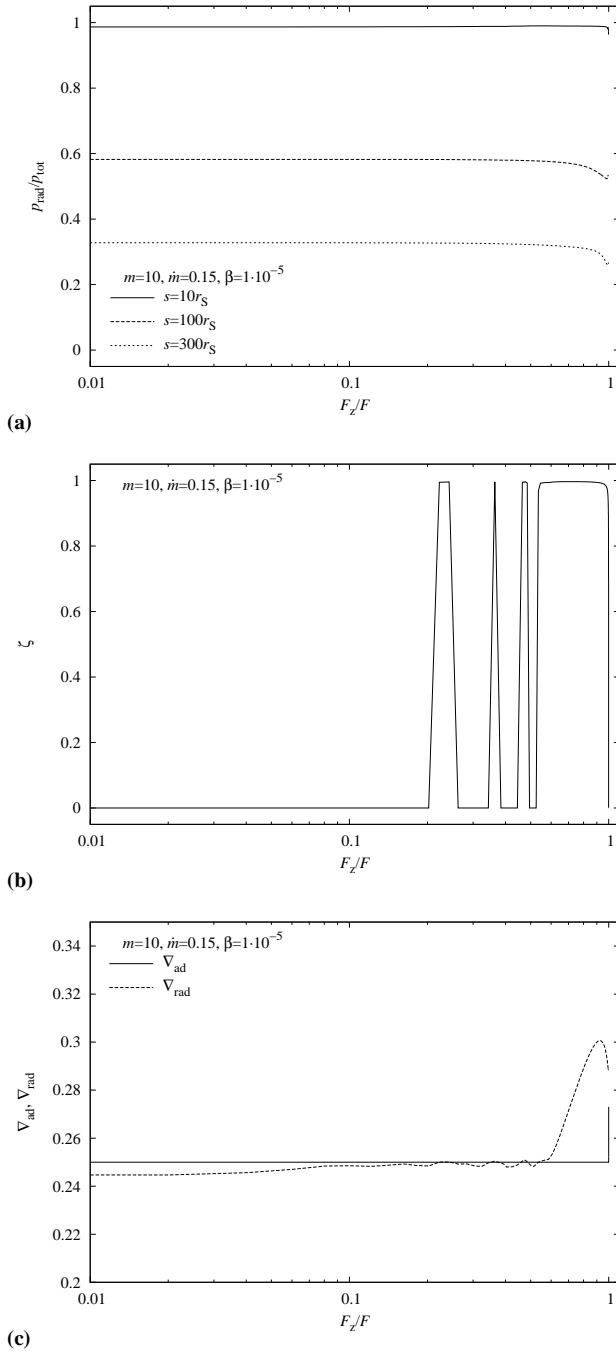 1
0.8
0.6
0.4
0.2
0
p_rad/p_tot
m=10, ṁ=0.15, β=1·10⁻⁵
s=10r_S
s=100r_S
s=300r_S
0.01 0.1 1
F_z/F
(a)
1
0.8
0.6
0.4
0.2
0
ζ
m=10, ṁ=0.15, β=1·10⁻⁵
0.01 0.1 1
F_z/F
(b)
0.34
0.32
0.3
0.28
0.26
0.24
0.22
0.2
∇_ad, ∇_rad
m=10, ṁ=0.15, β=1·10⁻⁵
∇_ad
∇_rad
0.01 0.1 1
F_z/F
(c)